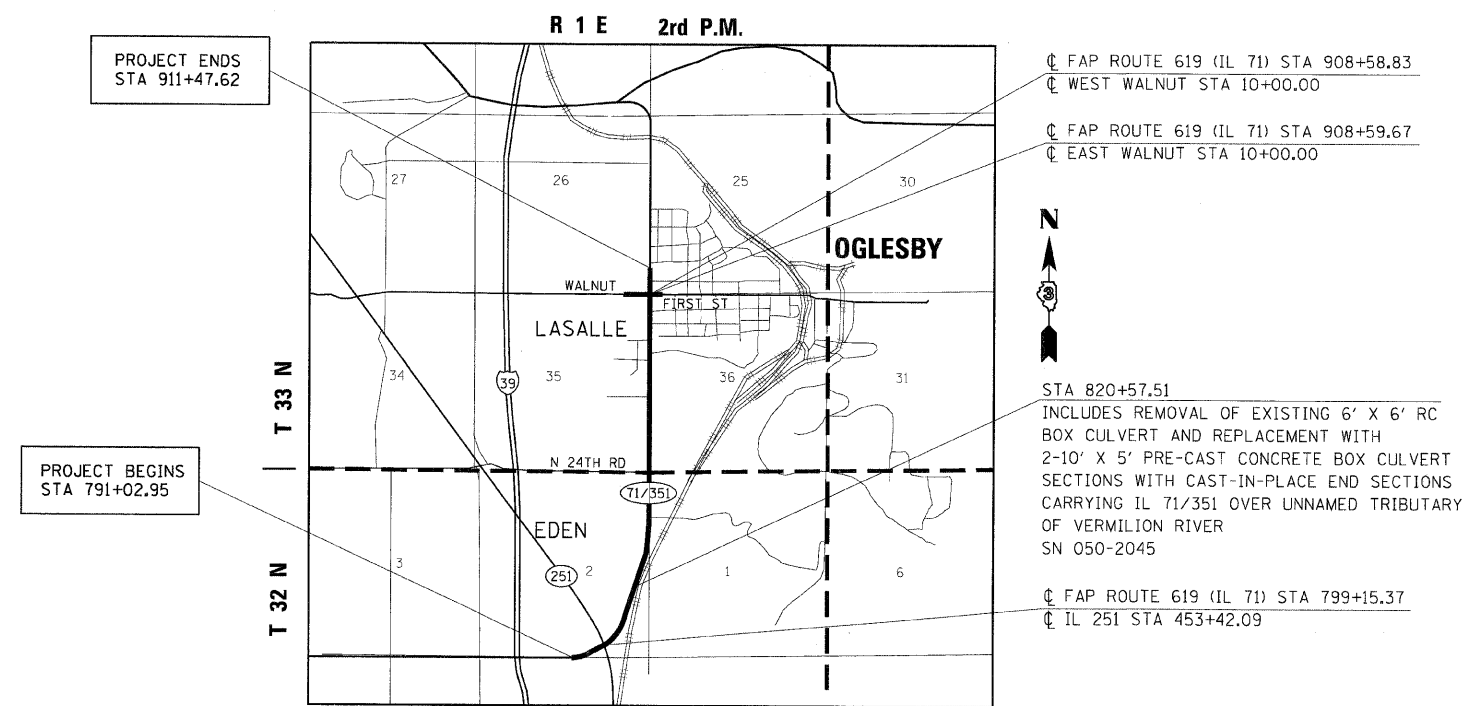 R 1 E 2rd P.M.
PROJECT ENDS
STA 911+47.62
℄ FAP ROUTE 619 (IL 71) STA 908+58.83
℄ WEST WALNUT STA 10+00.00
℄ FAP ROUTE 619 (IL 71) STA 908+59.67
℄ EAST WALNUT STA 10+00.00
27
26
25
30
N
3
OGLESBY
WALNUT
FIRST ST
LASALLE
T 33 N
34
39
35
36
31
STA 820+57.51
INCLUDES REMOVAL OF EXISTING 6' X 6' RC
BOX CULVERT AND REPLACEMENT WITH
2-10' X 5' PRE-CAST CONCRETE BOX CULVERT
SECTIONS WITH CAST-IN-PLACE END SECTIONS
CARRYING IL 71/351 OVER UNNAMED TRIBUTARY
OF VERMILION RIVER
SN 050-2045
N 24TH RD
PROJECT BEGINS
STA 791+02.95
71/351
EDEN
T 32 N
3
251
2
1
6
℄ FAP ROUTE 619 (IL 71) STA 799+15.37
℄ IL 251 STA 453+42.09